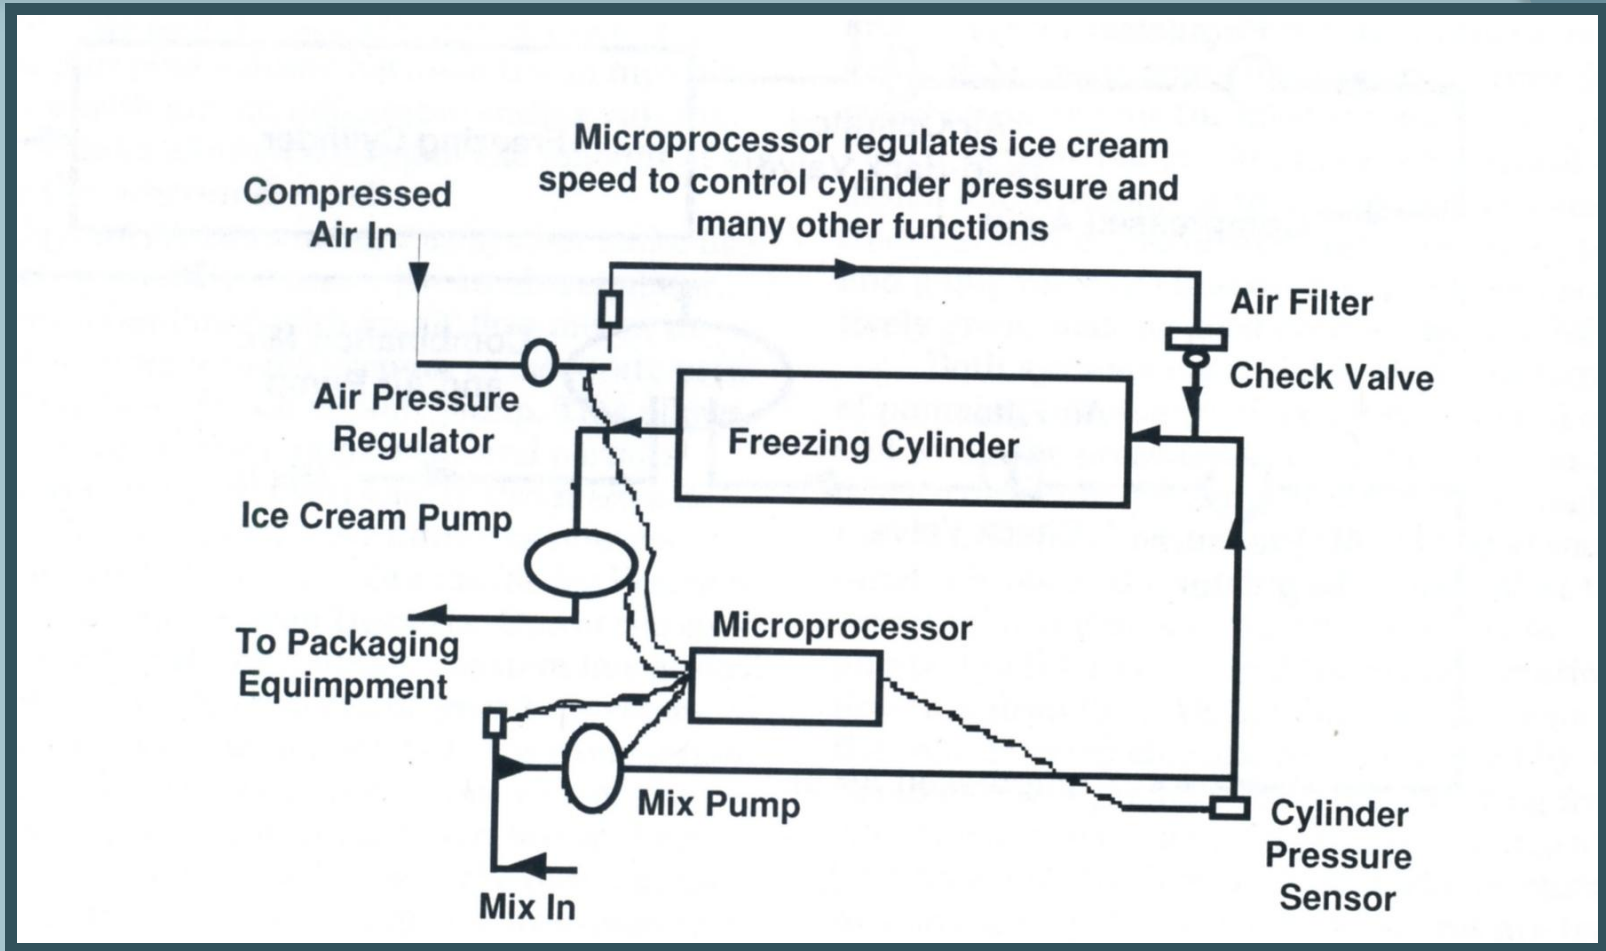 Microprocessor regulates ice cream
speed to control cylinder pressure and
many other functions
Compressed
Air In
Air Filter
Check Valve
Air Pressure
Regulator
Freezing Cylinder
Ice Cream Pump
To Packaging
Equimpment
Microprocessor
Mix Pump
Cylinder
Pressure
Sensor
Mix In